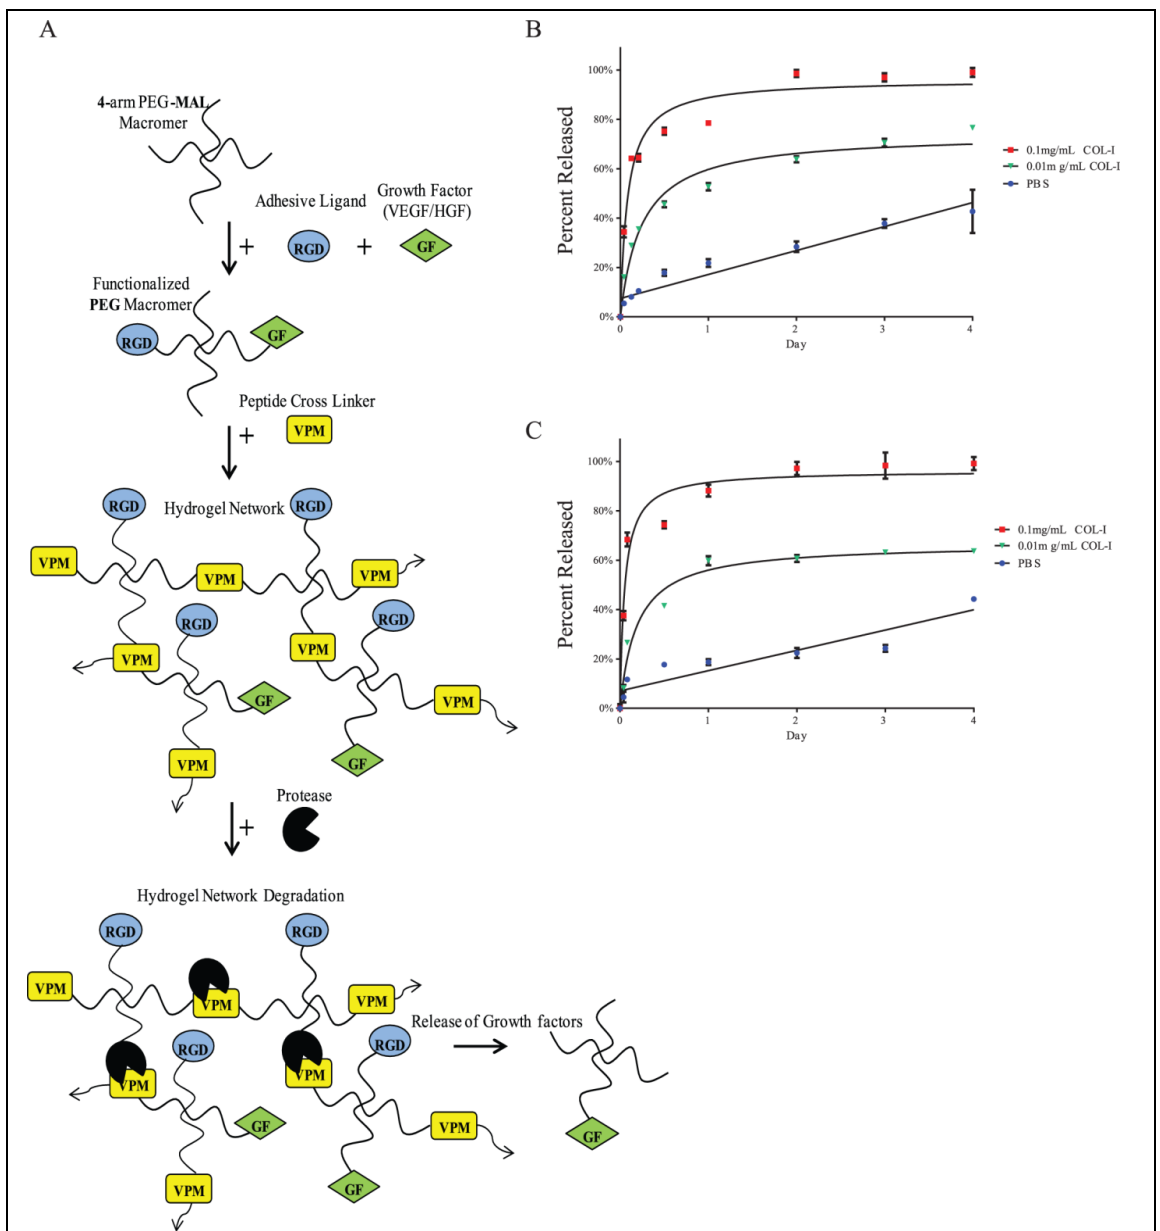 A
4-arm PEG-MAL
Macromer
Adhesive Ligand
Growth Factor
(VEGF/HGF)
+
RGD
+
GF
Functionalized
PEG Macromer
RGD
GF
Peptide Cross Linker
+
VPM
Hydrogel Network
RGD
RGD
VPM
VPM
VPM
RGD
RGD
VPM
VPM
GF
VPM
VPM
GF
Protease
+
Hydrogel Network Degradation
RGD
RGD
VPM
VPM
VPM
RGD
RGD
VPM
VPM
GF
VPM
VPM
GF
Release of Growth factors
GF
B
Percent Released
100%
80%
60%
40%
20%
0%
0
1
2
3
4
Day
0.1mg/mL COL-I
0.01m g/mL COL-I
PBS
C
Percent Released
100%
80%
60%
40%
20%
0%
0
1
2
3
4
Day
0.1mg/mL COL-I
0.01m g/mL COL-I
PBS